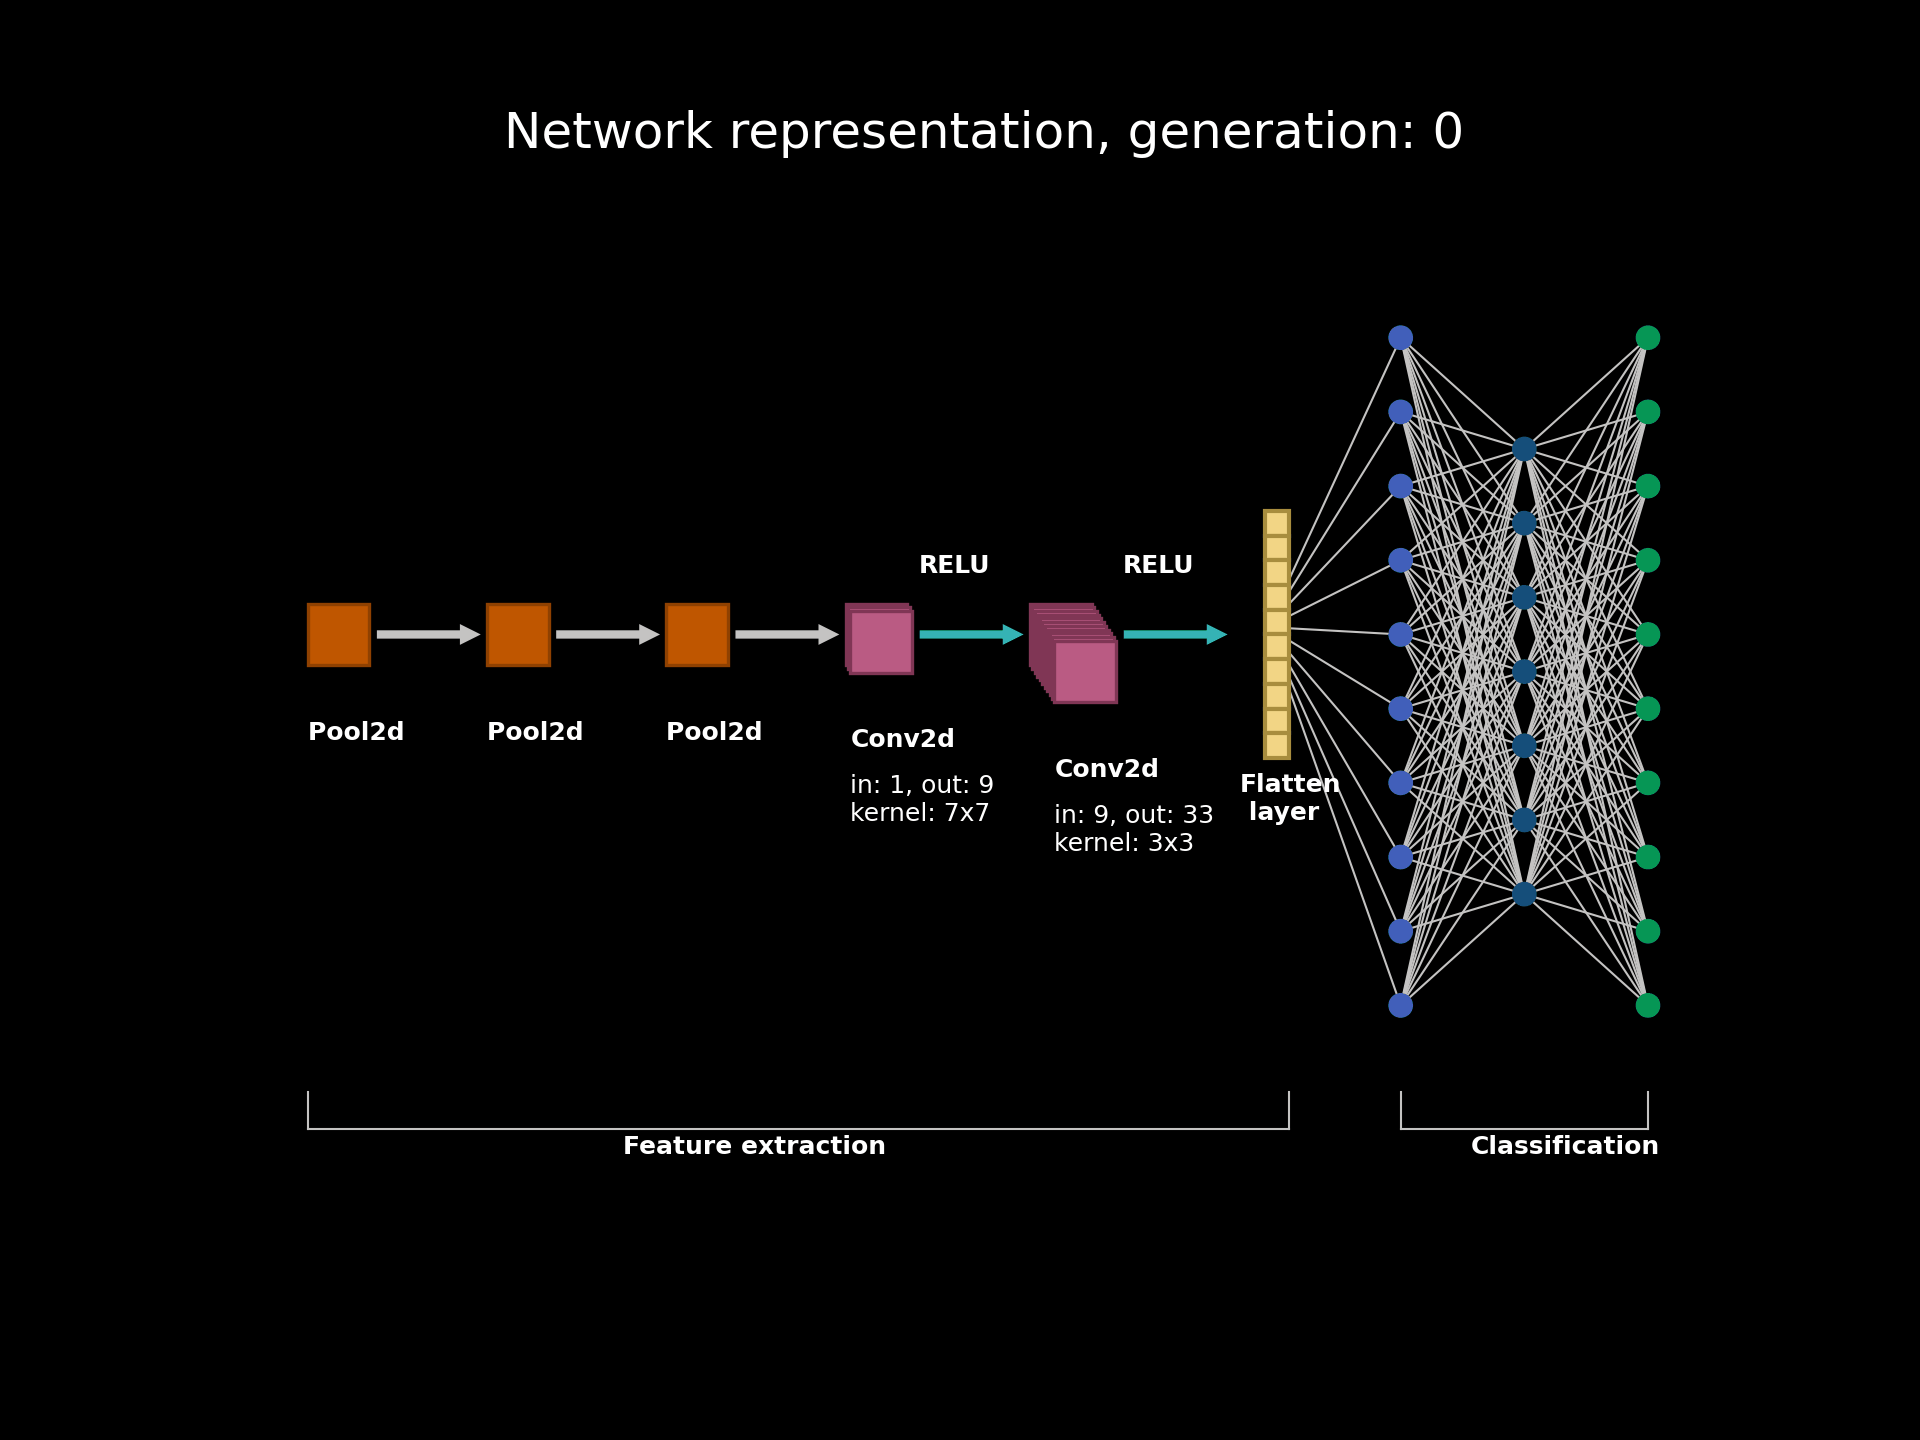 Network representation, generation: 0
RELU
RELU
Pool2d
Pool2d
Pool2d
Conv2d
in: 1, out: 9
kernel: 7x7
Conv2d
in: 9, out: 33
kernel: 3x3
Flatten
layer
Feature extraction
Classification